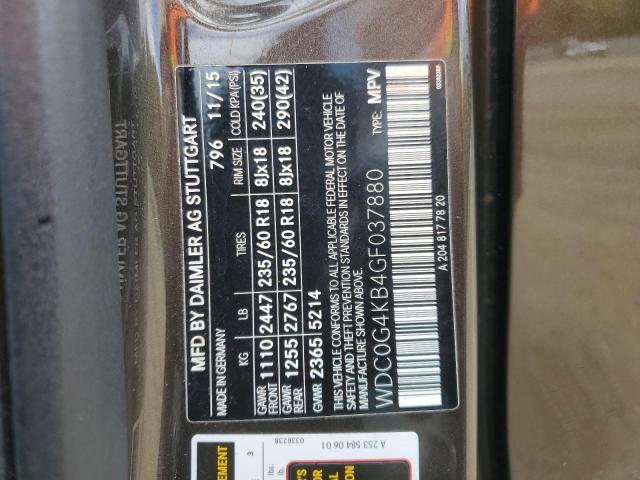 MFD BY DAIMLER AG STUTTGART
MADE IN GERMANY 796 11/15
KG LB TIRES RIM SIZE COLD KPA(PSI)
GAWR FRONT 1110 2447 235/60 R18 8Jx18 240(35)
GAWR REAR 1255 2767 235/60 R18 8Jx18 290(42)
GVWR 2365 5214
THIS VEHICLE CONFORMS TO ALL APPLICABLE FEDERAL MOTOR VEHICLE
SAFETY AND THEFT PREVENTION STANDARDS IN EFFECT ON THE DATE OF
MANUFACTURE SHOWN ABOVE.
WDC0G4KB4GF037880 TYPE: MPV
A 204 817 78 20
A 253 584 06 01
0338238
3
lbs.